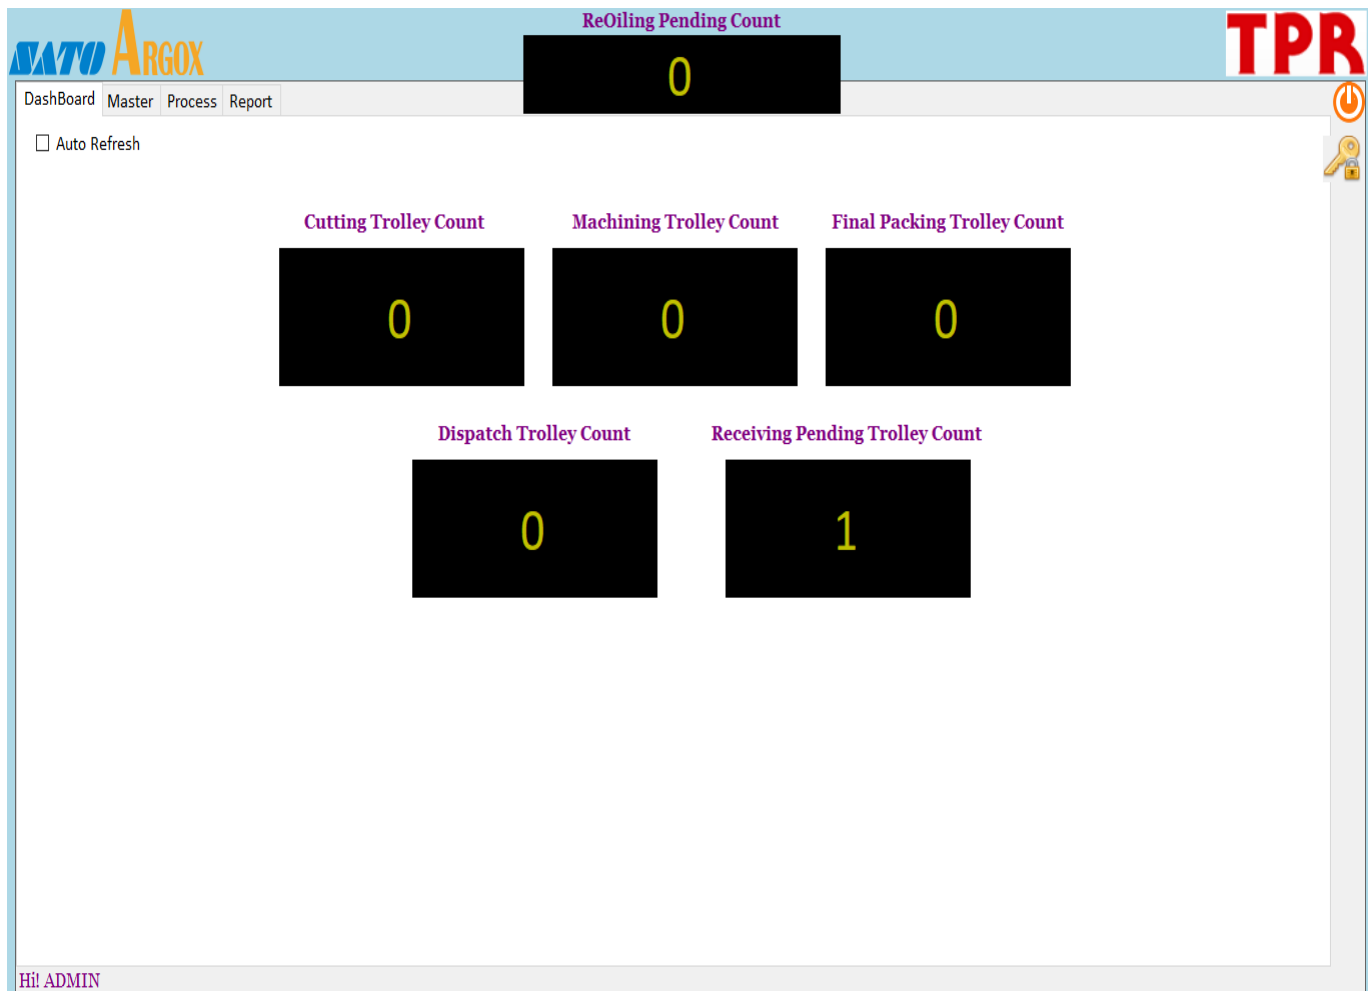 ReOiling Pending Count
SATO ARGOX
TPR
0
DashBoard Master Process Report
Auto Refresh
Cutting Trolley Count Machining Trolley Count Final Packing Trolley Count
0 0 0
Dispatch Trolley Count Receiving Pending Trolley Count
0 1
Hi! ADMIN